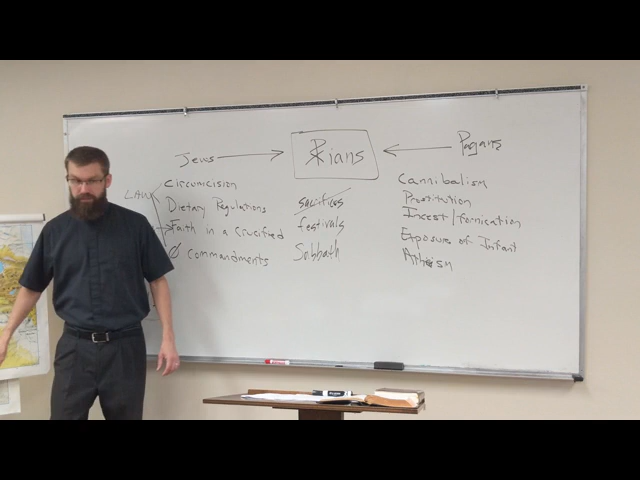 Jews
☧ians
Pagans
LAW
Circumcision
Dietary Regulations
Faith in a Crucified
Ø commandments
sacrifices
festivals
Sabbath
Cannibalism
Prostitution
Incest/fornication
Exposure of Infant
Atheism